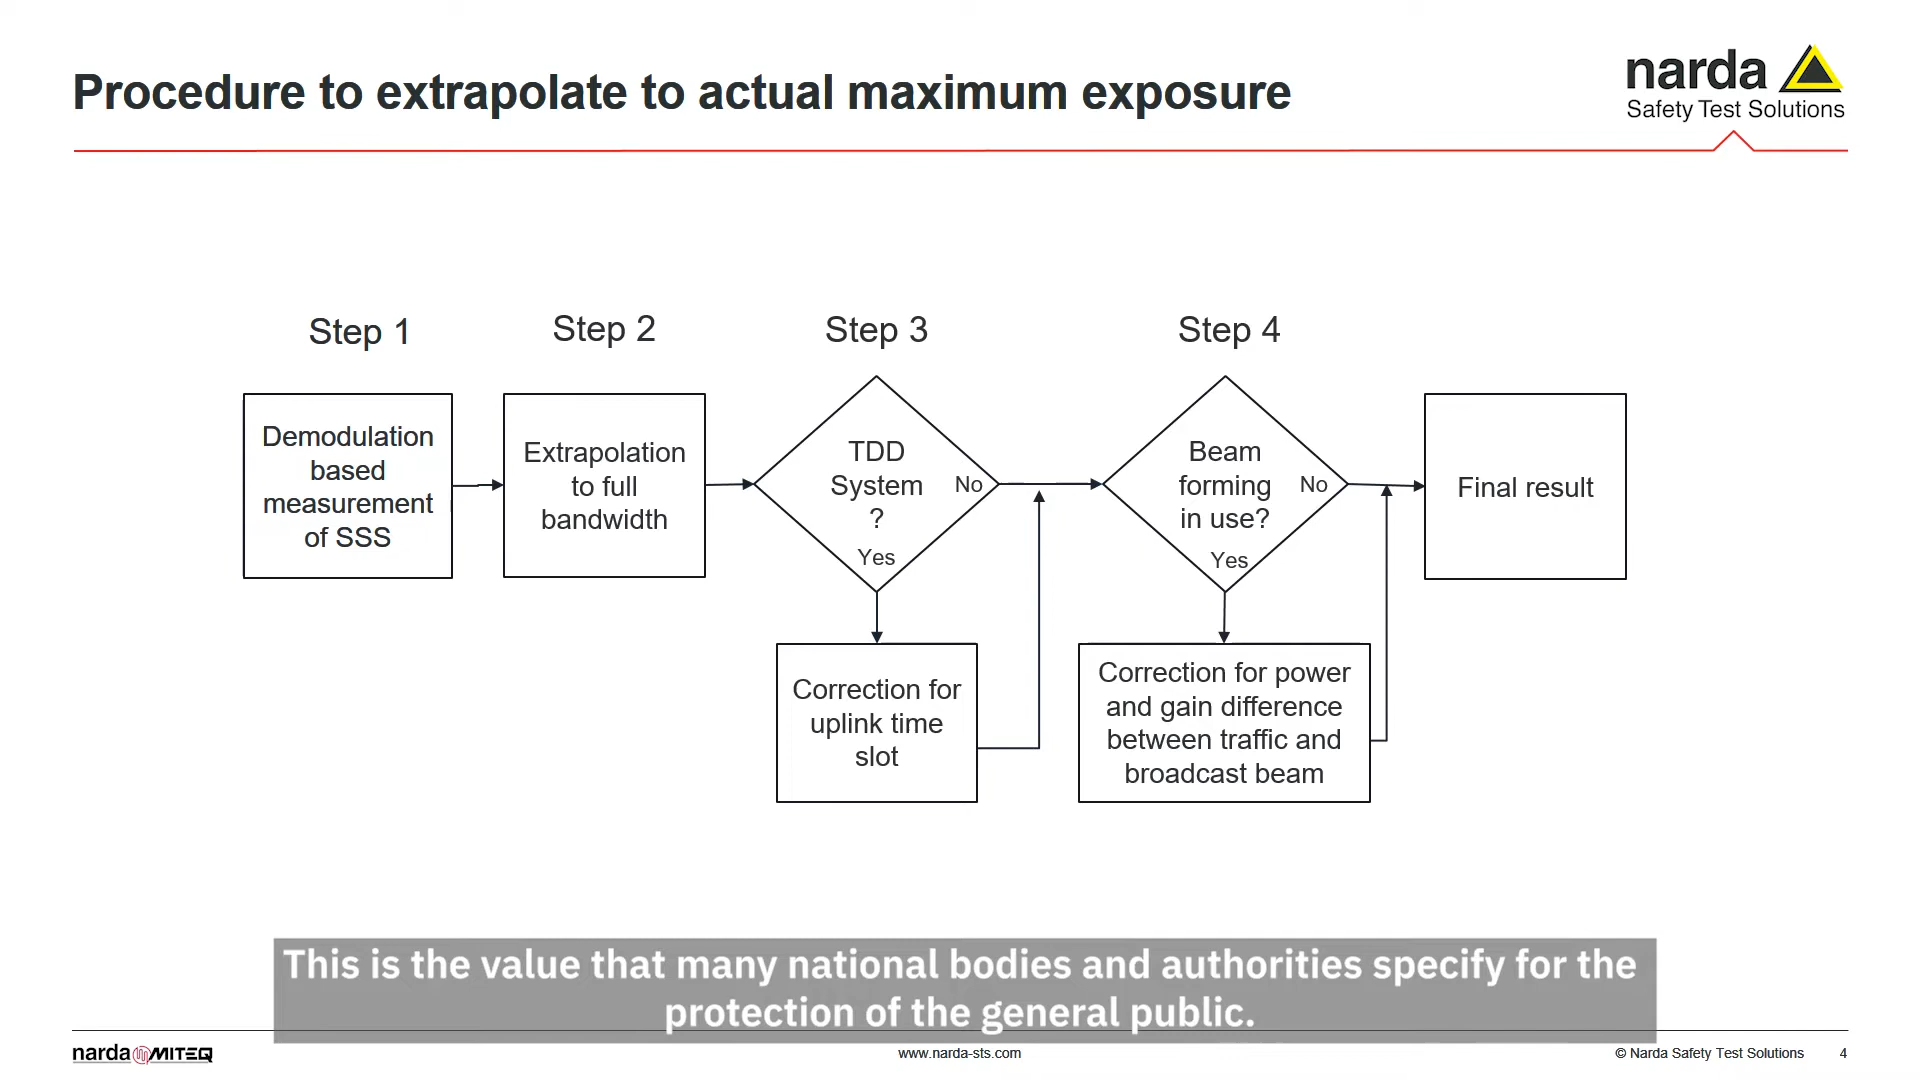 Procedure to extrapolate to actual maximum exposure
narda
Safety Test Solutions
Step 1
Step 2
Step 3
Step 4
Demodulation
based
measurement
of SSS
Extrapolation
to full
bandwidth
TDD
System
?
No
Yes
Beam
forming
in use?
No
Yes
Final result
Correction for
uplink time
slot
Correction for power
and gain difference
between traffic and
broadcast beam
This is the value that many national bodies and authorities specify for the
protection of the general public.
narda MITEQ
www.narda-sts.com
© Narda Safety Test Solutions
4